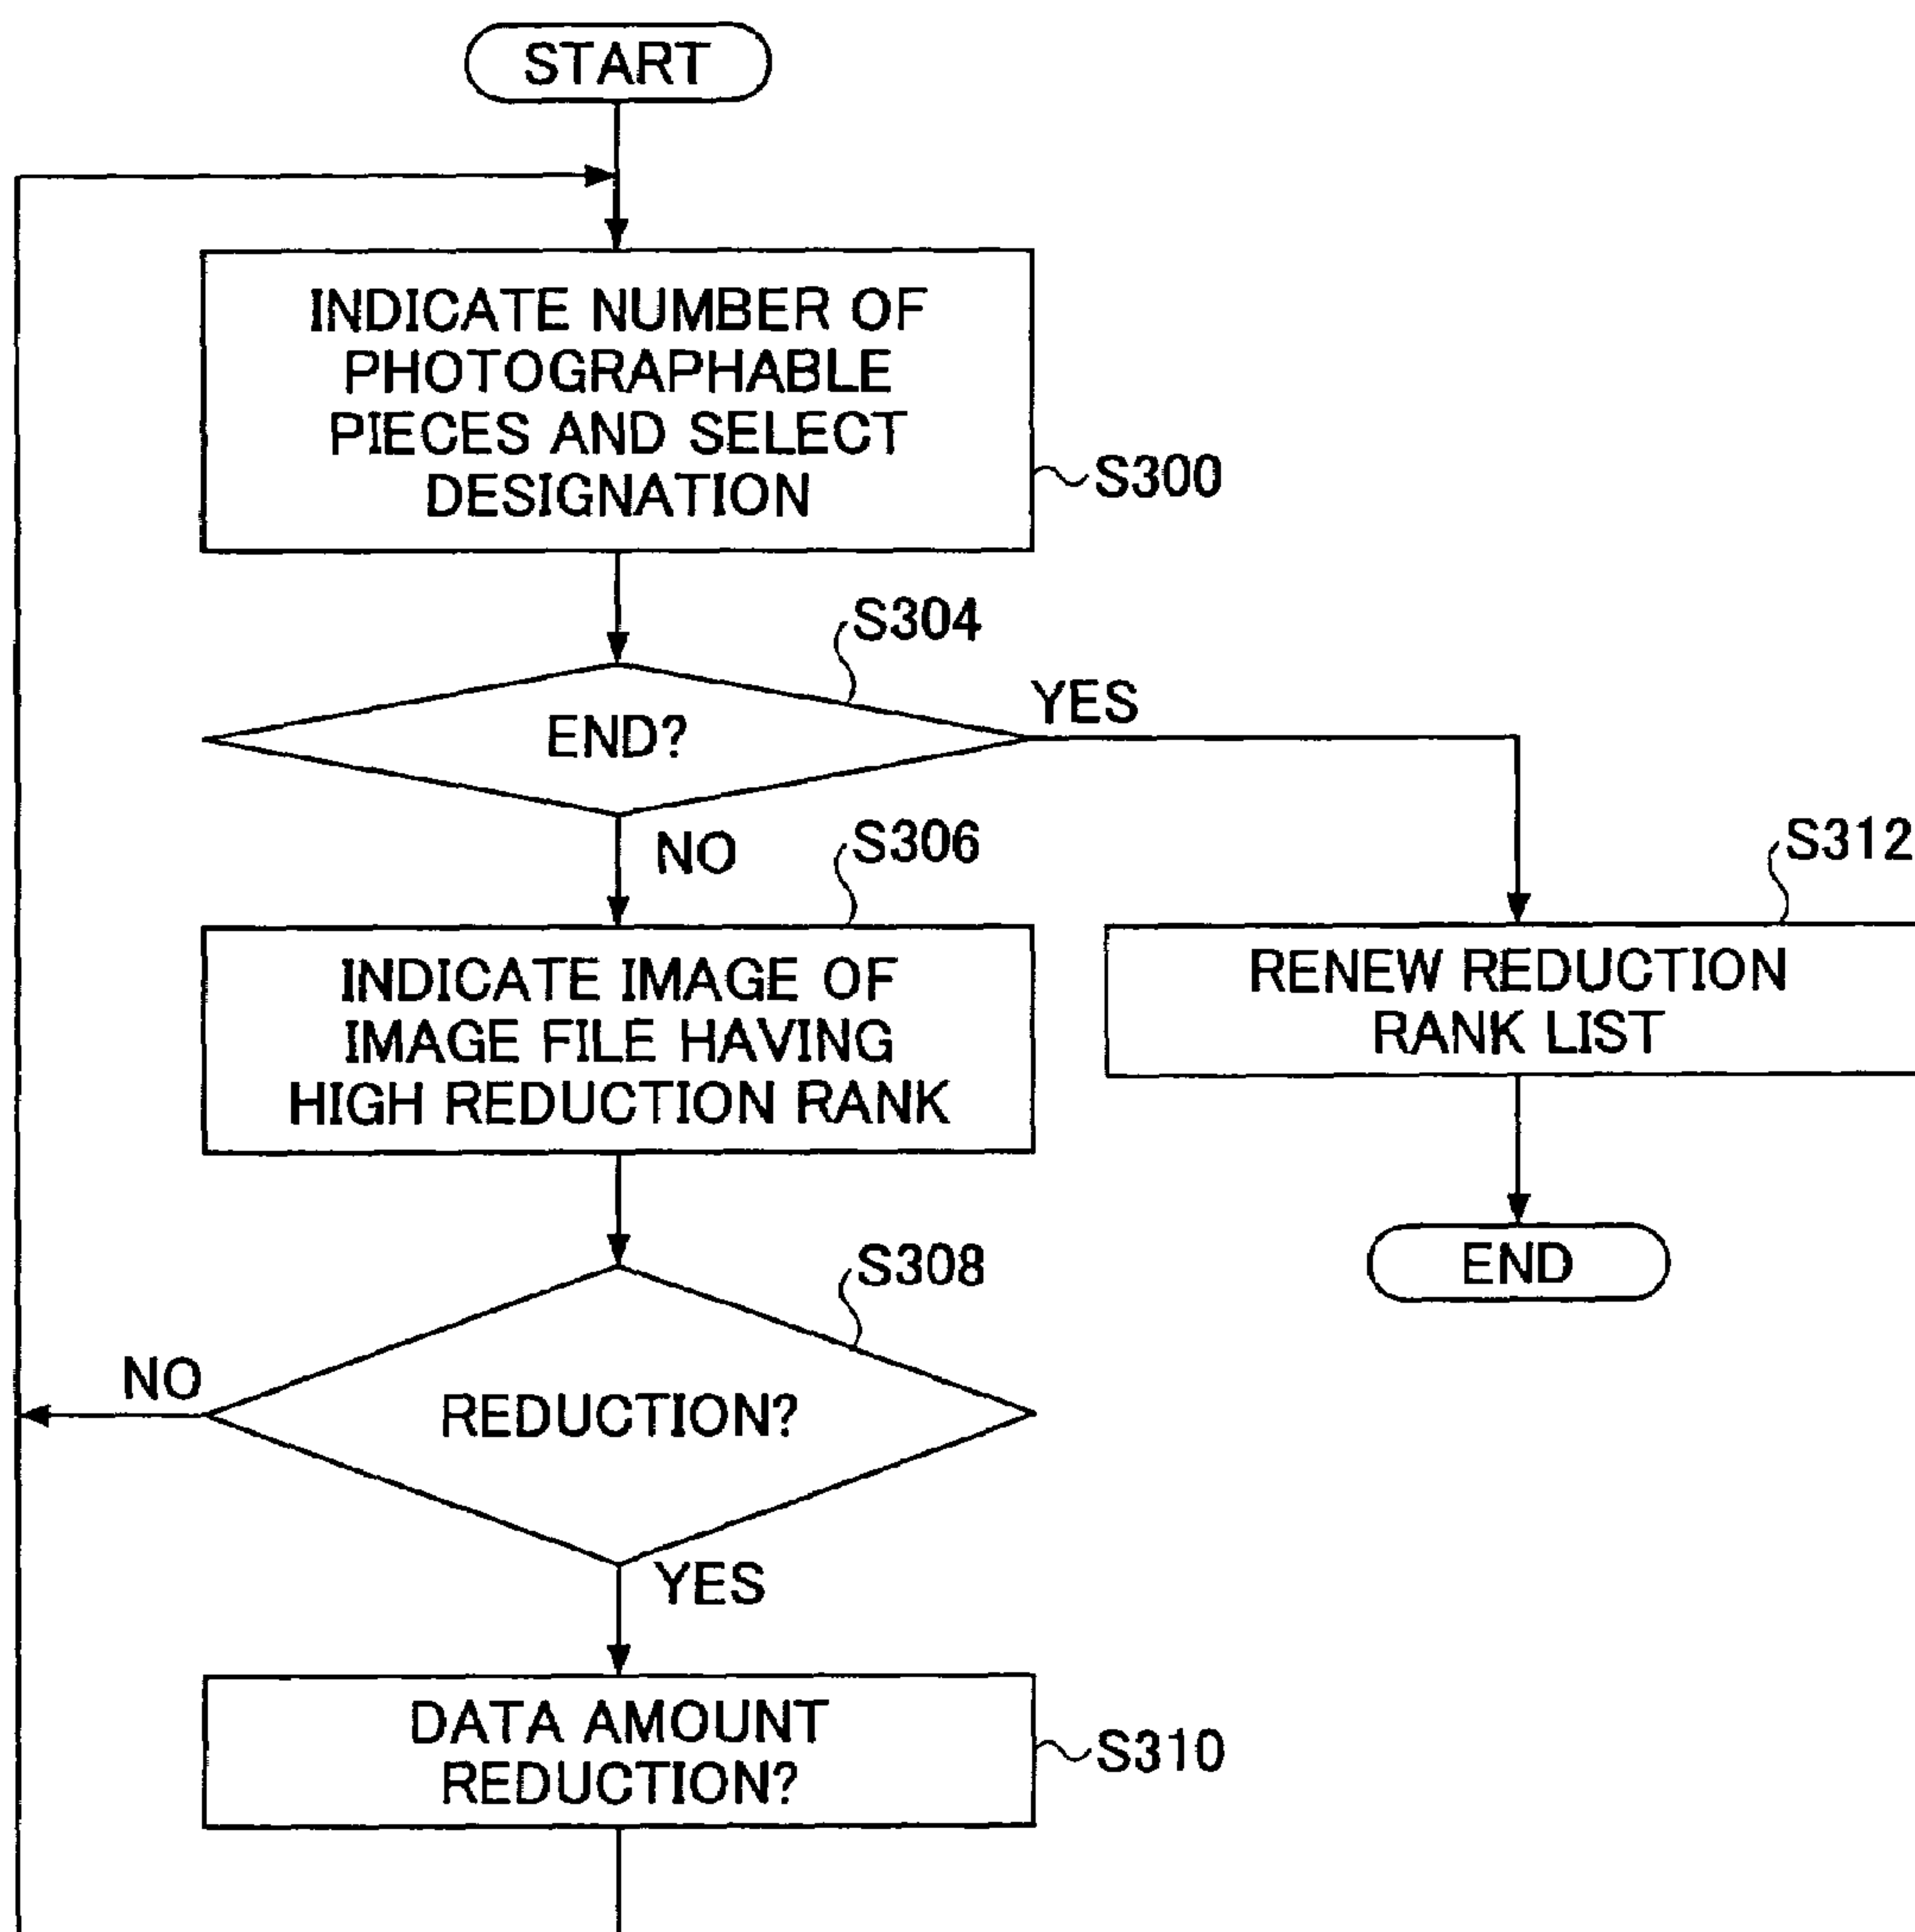 START
INDICATE NUMBER OF
PHOTOGRAPHABLE
PIECES AND SELECT
DESIGNATION
S300
S304
END?
YES
NO
S306
INDICATE IMAGE OF
IMAGE FILE HAVING
HIGH REDUCTION RANK
S312
RENEW REDUCTION
RANK LIST
END
S308
REDUCTION?
NO
YES
DATA AMOUNT
REDUCTION?
S310